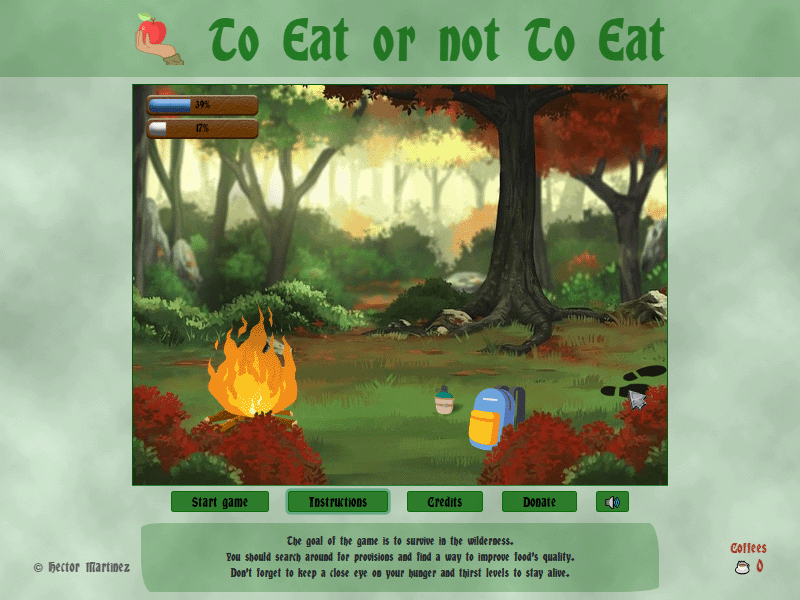 To Eat or not To Eat
39%
17%
Start game
Instructions
Credits
Donate
The goal of the game is to survive in the wilderness.
You should search around for provisions and find a way to improve food's quality.
Don't forget to keep a close eye on your hunger and thirst levels to stay alive.
© Hector Martinez
Coffees
0